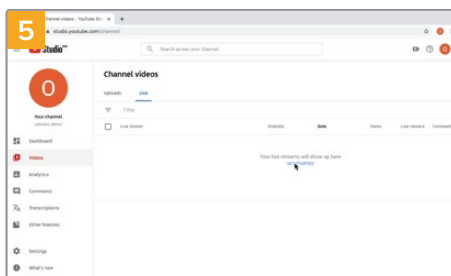 5
hannel videos - YouTube St
studio.youtube.com/channel/
Studio
Search across your channel
O
Channel videos
Uploads Live
Filter
Live stream Visibility Date Views Live viewers Comment
Your live streams will show up here
GET STARTED
O
Your channel
Dashboard
Videos
Analytics
Comments
Transcriptions
Other features
Settings
What's new